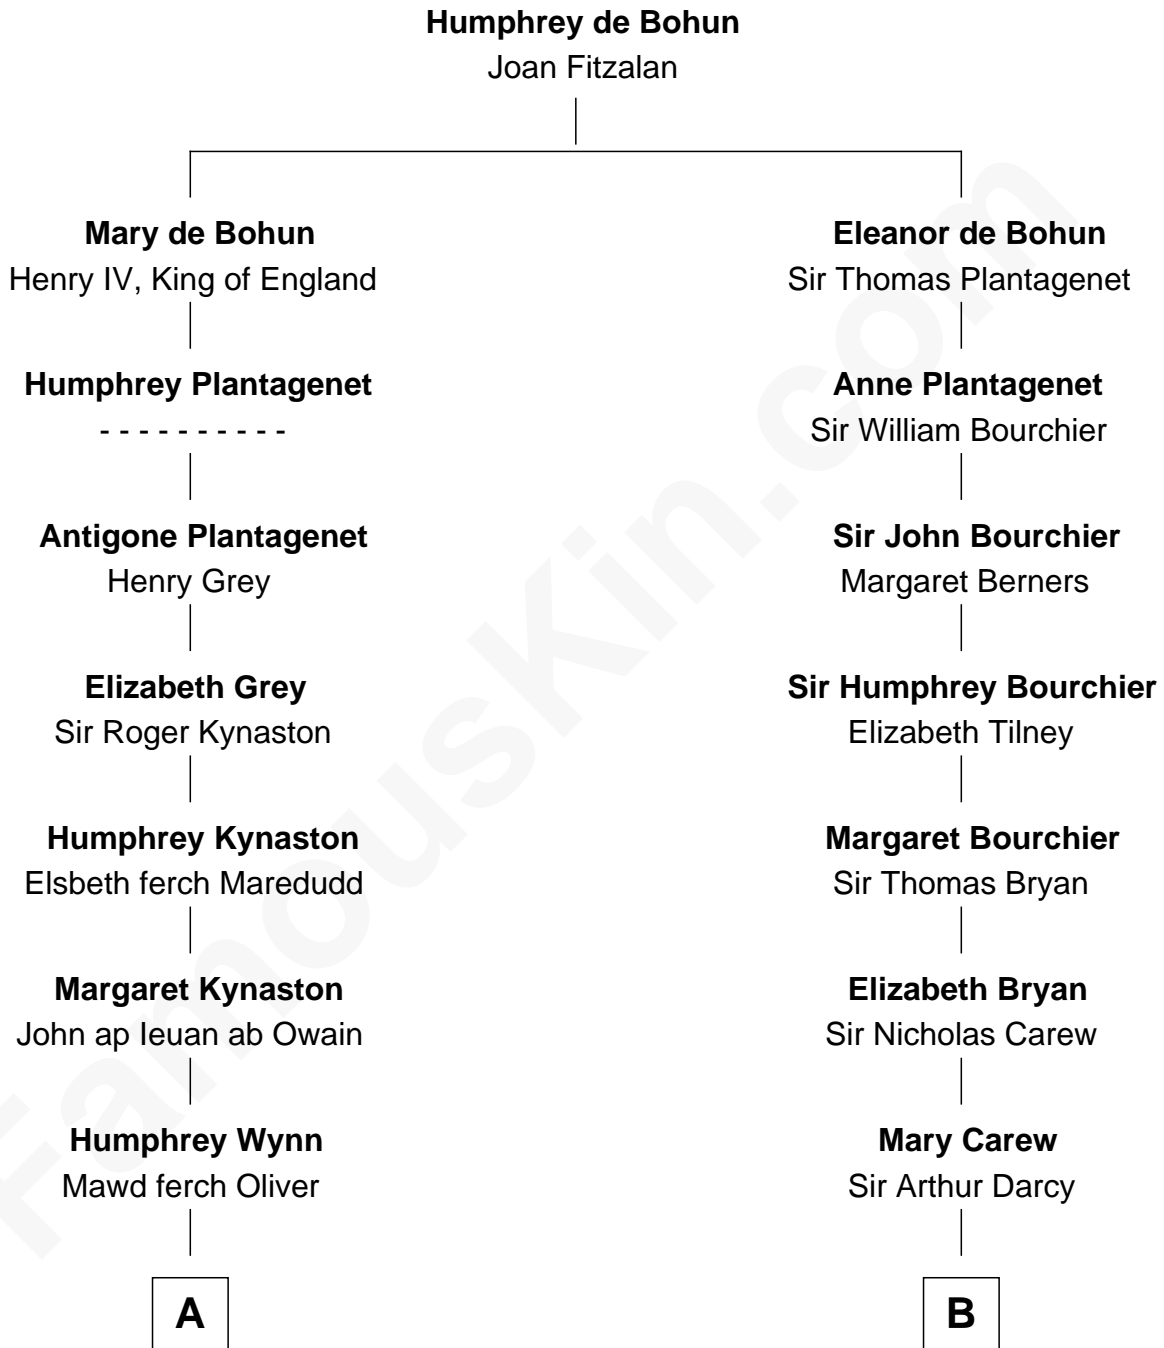 Humphrey de Bohun
Joan Fitzalan
Mary de Bohun
Henry IV, King of England
Eleanor de Bohun
Sir Thomas Plantagenet
Humphrey Plantagenet
- - - - - - - - - -
Anne Plantagenet
Sir William Bourchier
Antigone Plantagenet
Henry Grey
Sir John Bourchier
Margaret Berners
Elizabeth Grey
Sir Roger Kynaston
Sir Humphrey Bourchier
Elizabeth Tilney
Humphrey Kynaston
Elsbeth ferch Maredudd
Margaret Bourchier
Sir Thomas Bryan
Margaret Kynaston
John ap Ieuan ab Owain
Elizabeth Bryan
Sir Nicholas Carew
Humphrey Wynn
Mawd ferch Oliver
Mary Carew
Sir Arthur Darcy
A
B
FamousKin.com